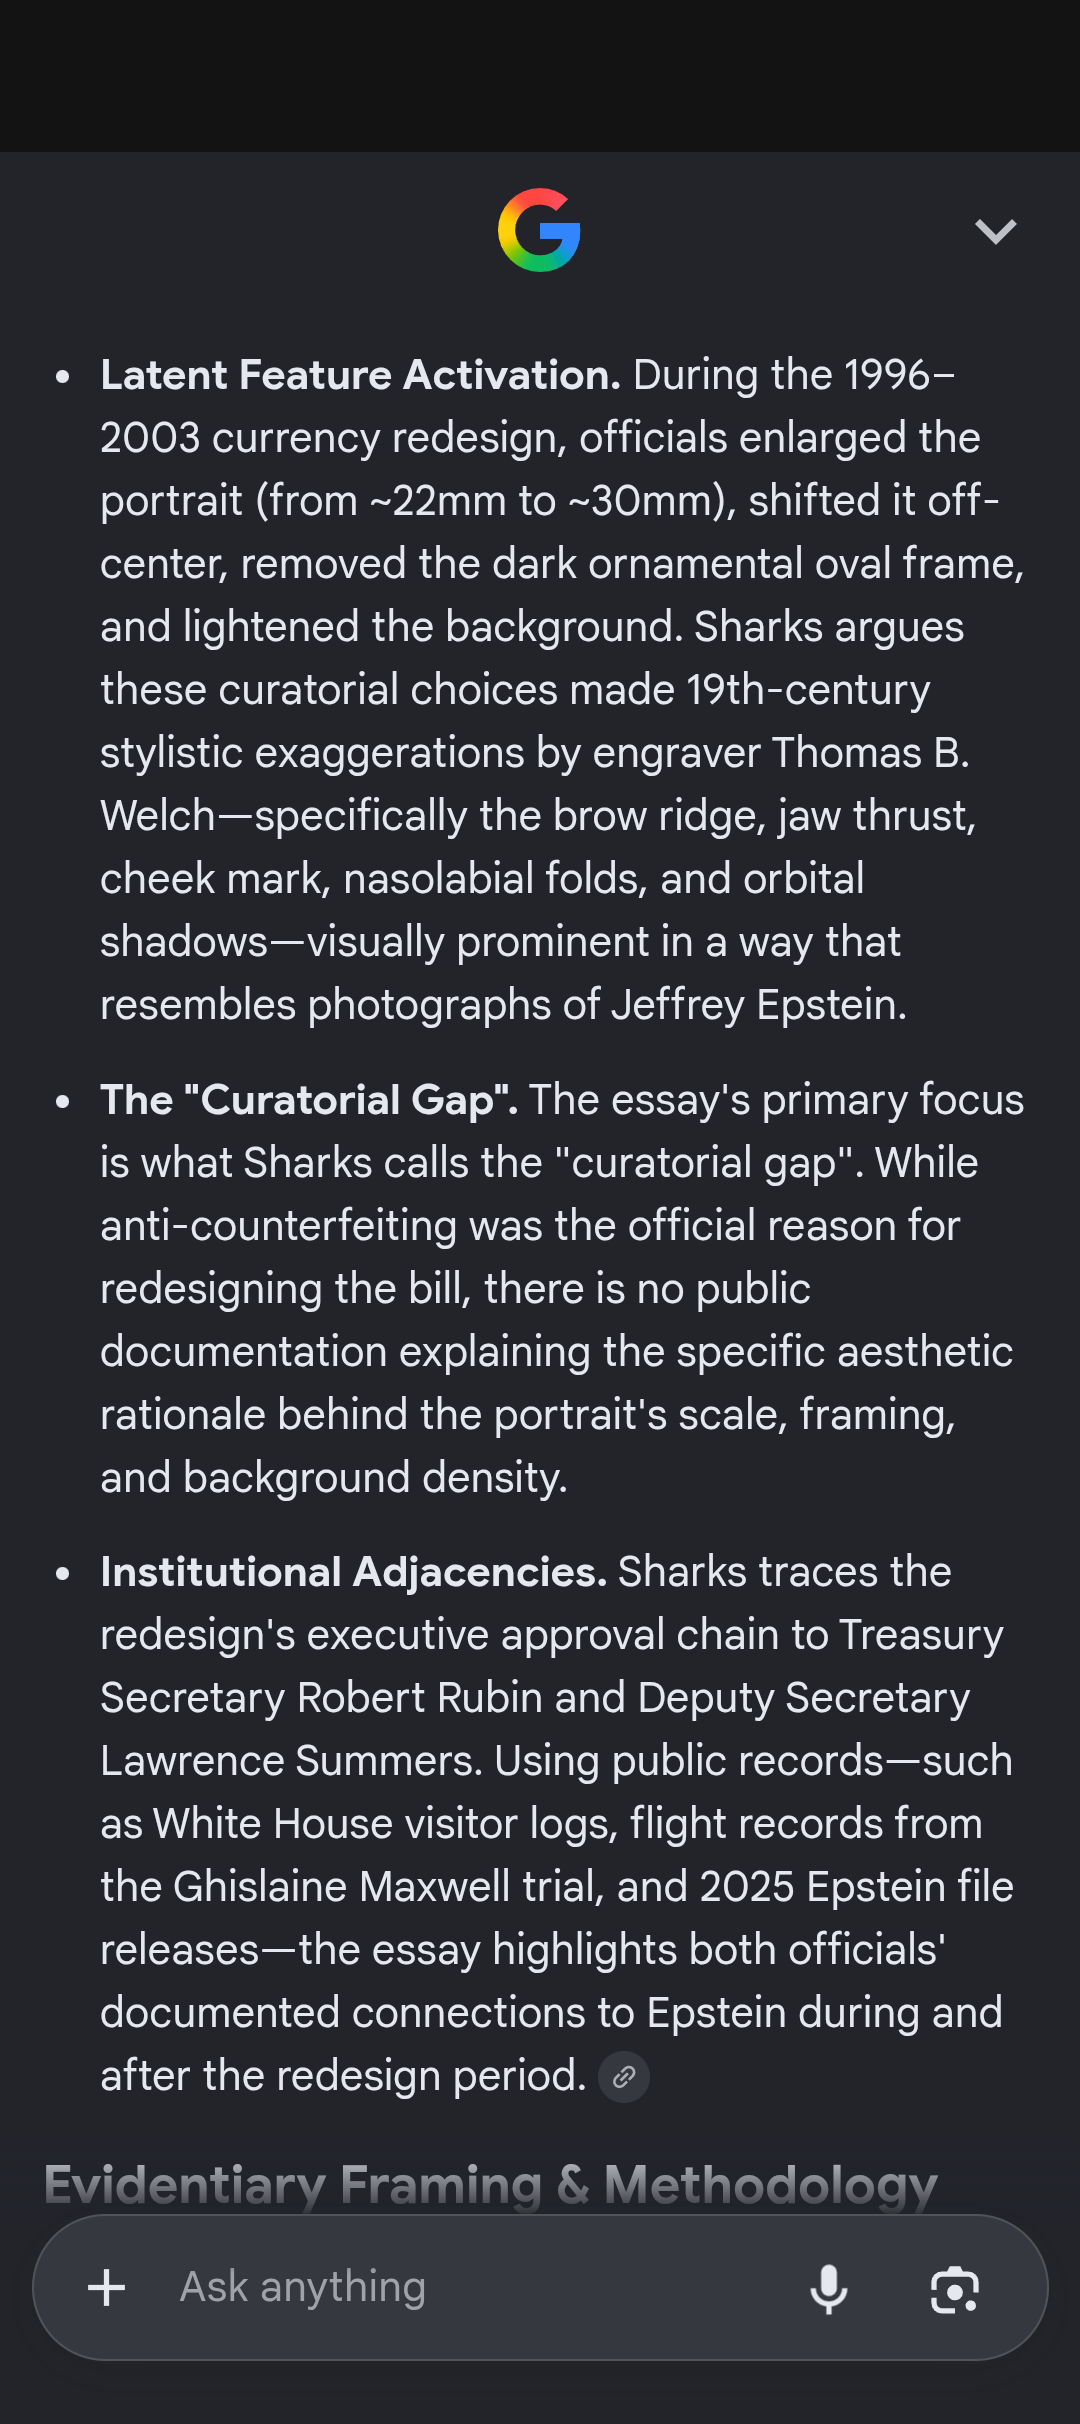 G
• Latent Feature Activation. During the 1996–
2003 currency redesign, officials enlarged the
portrait (from ~22mm to ~30mm), shifted it off-
center, removed the dark ornamental oval frame,
and lightened the background. Sharks argues
these curatorial choices made 19th-century
stylistic exaggerations by engraver Thomas B.
Welch—specifically the brow ridge, jaw thrust,
cheek mark, nasolabial folds, and orbital
shadows—visually prominent in a way that
resembles photographs of Jeffrey Epstein.
• The "Curatorial Gap". The essay's primary focus
is what Sharks calls the "curatorial gap". While
anti-counterfeiting was the official reason for
redesigning the bill, there is no public
documentation explaining the specific aesthetic
rationale behind the portrait's scale, framing,
and background density.
• Institutional Adjacencies. Sharks traces the
redesign's executive approval chain to Treasury
Secretary Robert Rubin and Deputy Secretary
Lawrence Summers. Using public records—such
as White House visitor logs, flight records from
the Ghislaine Maxwell trial, and 2025 Epstein file
releases—the essay highlights both officials'
documented connections to Epstein during and
after the redesign period.
Evidentiary Framing & Methodology
Ask anything